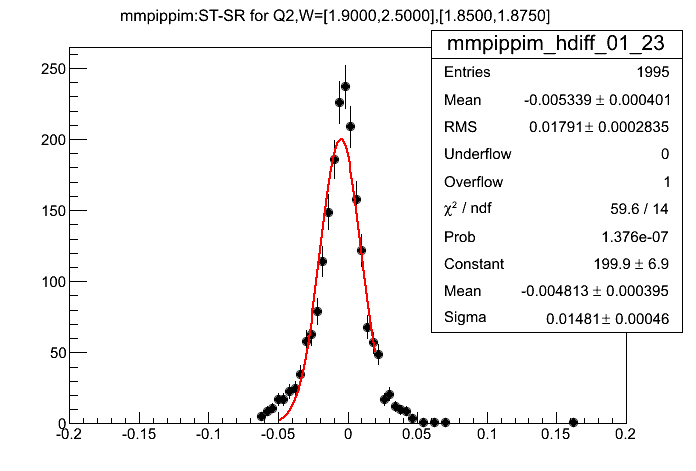 mmpippim:ST-SR for Q2,W=[1.9000,2.5000],[1.8500,1.8750]
mmpippim_hdiff_01_23
Entries 1995
Mean -0.005339 ± 0.000401
RMS 0.01791 ± 0.0002835
Underflow 0
Overflow 1
χ² / ndf 59.6 / 14
Prob 1.376e-07
Constant 199.9 ± 6.9
Mean -0.004813 ± 0.000395
Sigma 0.01481 ± 0.00046
250
200
150
100
50
0
-0.2 -0.15 -0.1 -0.05 0 0.05 0.1 0.15 0.2